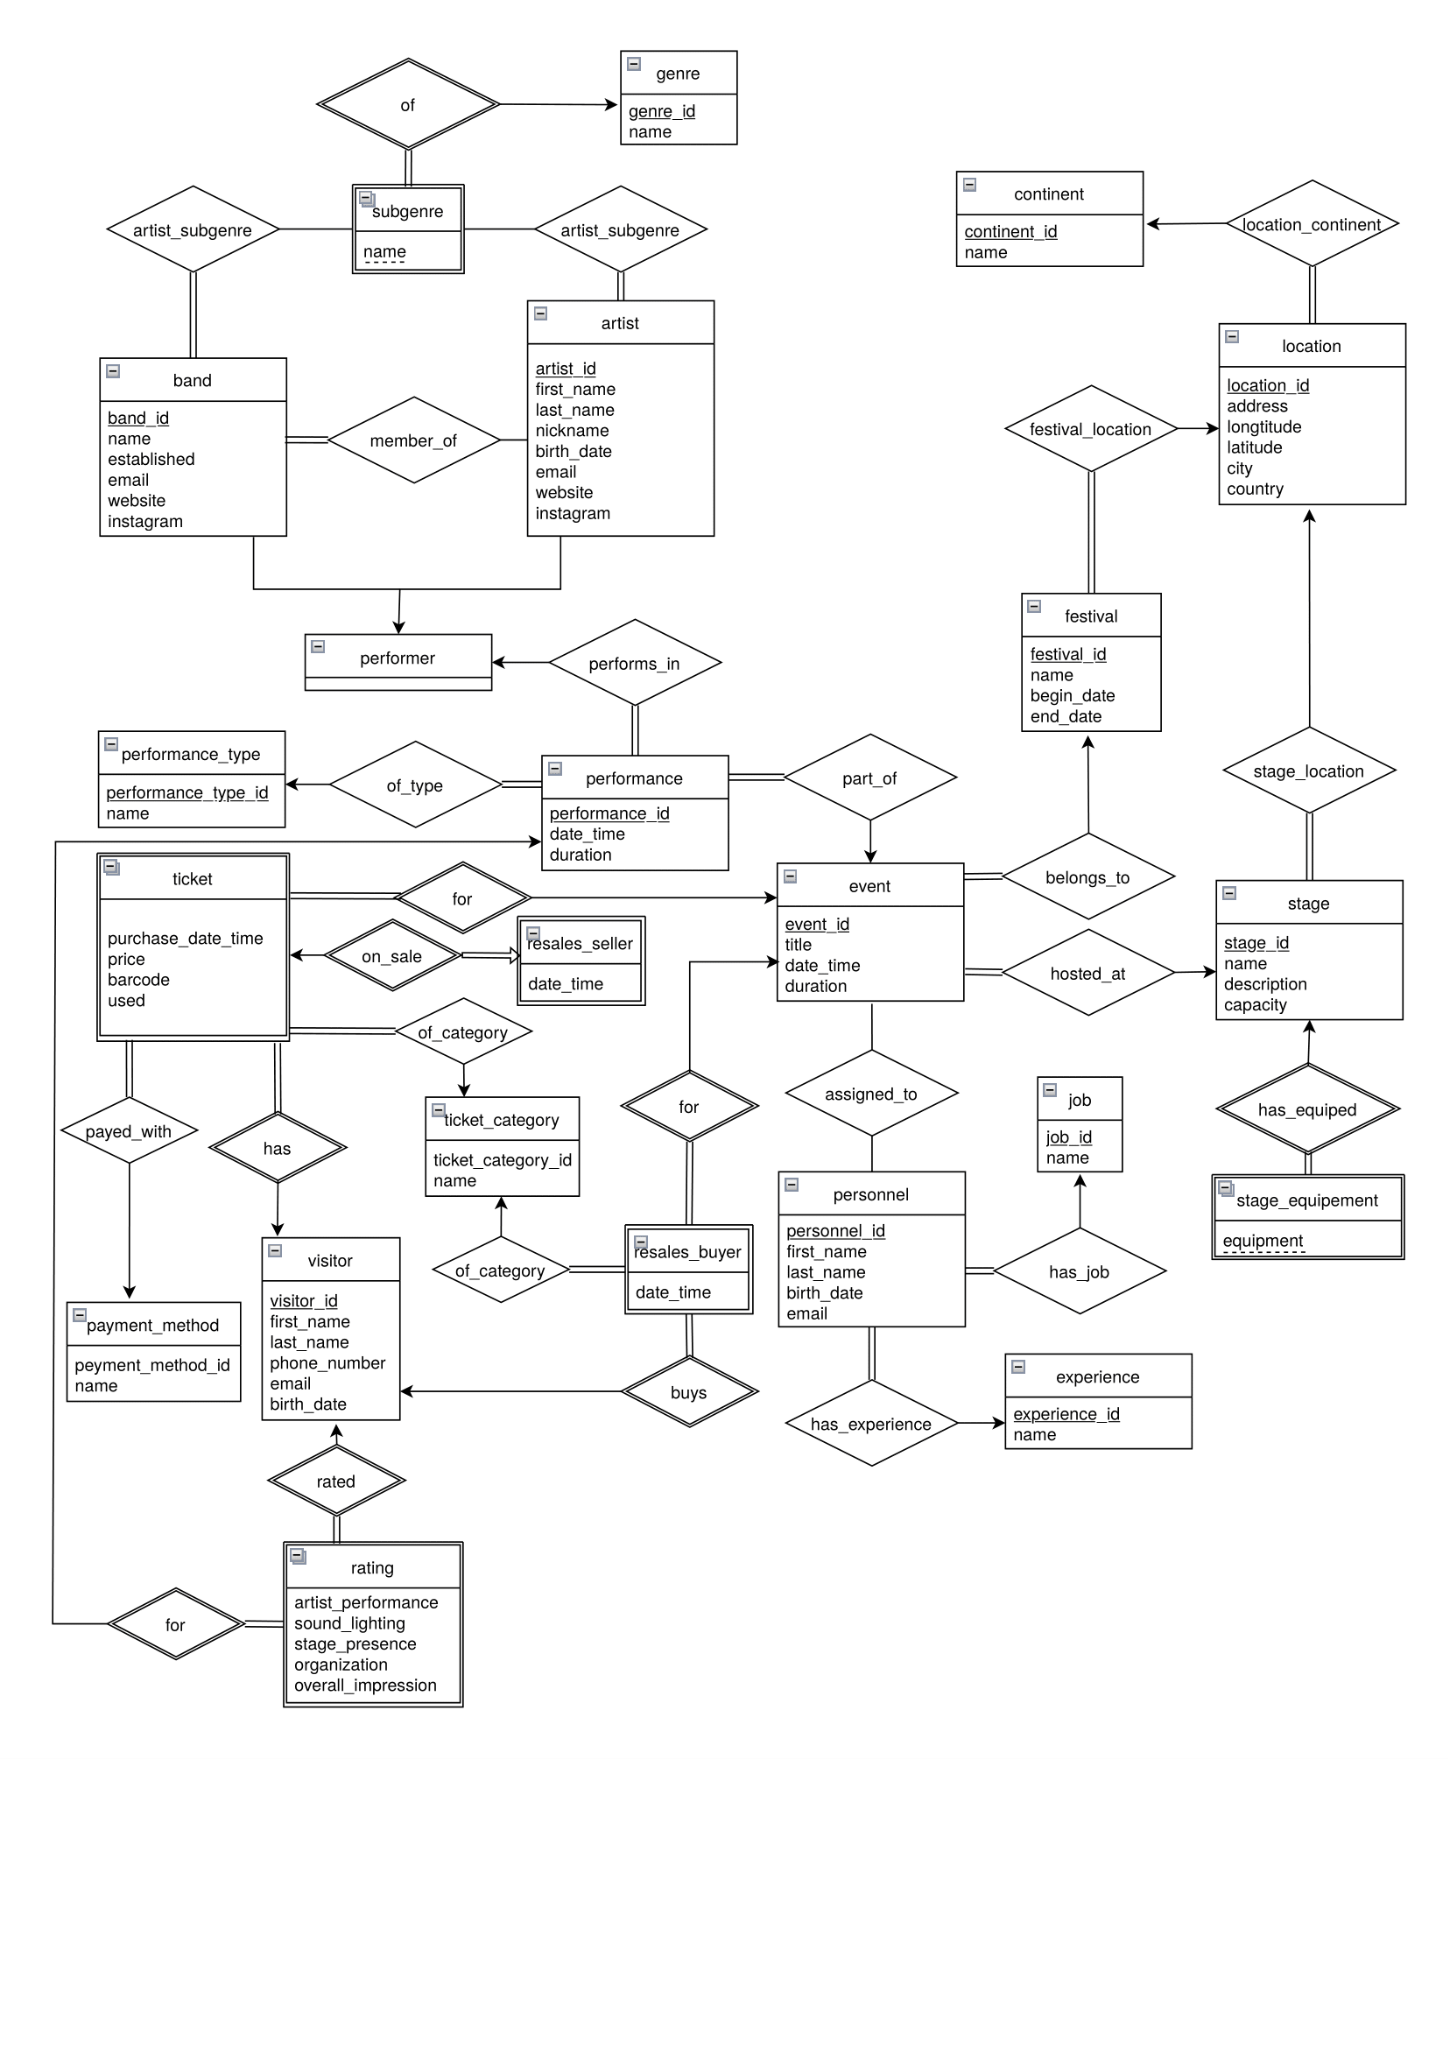 of
genre
genre_id
name
subgenre
name
artist_subgenre
artist_subgenre
continent
continent_id
name
location_continent
artist
artist_id
first_name
last_name
nickname
birth_date
email
website
instagram
band
band_id
name
established
email
website
instagram
member_of
location
location_id
address
longtitude
latitude
city
country
festival_location
performer
performs_in
festival
festival_id
name
begin_date
end_date
performance_type
performance_type_id
name
of_type
performance
performance_id
date_time
duration
part_of
stage_location
ticket
purchase_date_time
price
barcode
used
for
on_sale
resales_seller
date_time
event
event_id
title
date_time
duration
belongs_to
hosted_at
stage
stage_id
name
description
capacity
of_category
ticket_category
ticket_category_id
name
for
assigned_to
job
job_id
name
has_equiped
payed_with
has
stage_equipement
equipment
personnel
personnel_id
first_name
last_name
birth_date
email
has_job
of_category
resales_buyer
date_time
visitor
visitor_id
first_name
last_name
phone_number
email
birth_date
payment_method
peyment_method_id
name
buys
has_experience
experience
experience_id
name
rated
rating
artist_performance
sound_lighting
stage_presence
organization
overall_impression
for